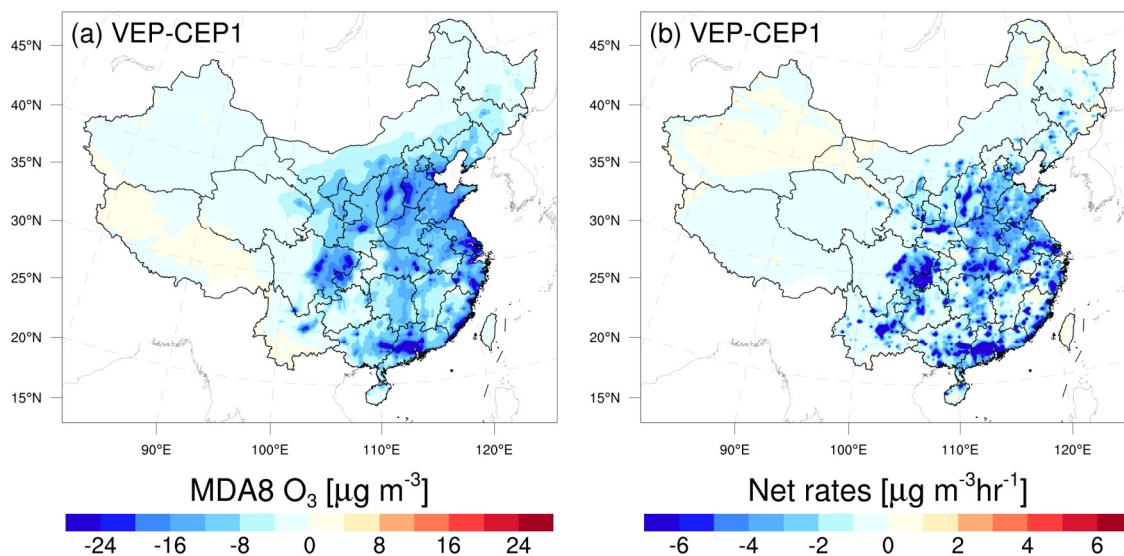 (a) VEP-CEP1
45°N
40°N
35°N
30°N
25°N
20°N
15°N
90°E 100°E 110°E 120°E
MDA8 O₃ [μg m⁻³]
-24 -16 -8 0 8 16 24
(b) VEP-CEP1
45°N
40°N
35°N
30°N
25°N
20°N
15°N
90°E 100°E 110°E 120°E
Net rates [μg m⁻³hr⁻¹]
-6 -4 -2 0 2 4 6